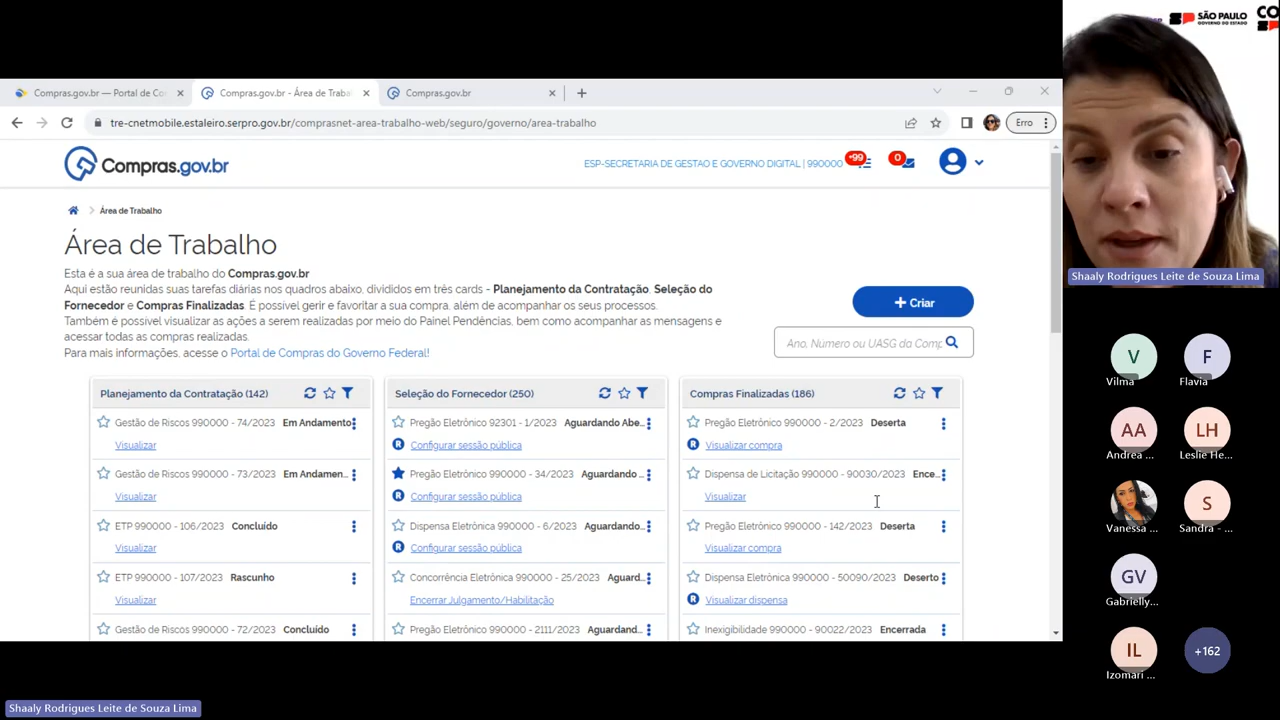 Compras.gov.br — Portal de Co
Compras.gov.br - Área de Traba
Compras.gov.br
tre-cnetmobile.estaleiro.serpro.gov.br/comprasnet-area-trabalho-web/seguro/governo/area-trabalho
Erro
Compras.gov.br
ESP-SECRETARIA DE GESTAO E GOVERNO DIGITAL | 990000
+99
0
Área de Trabalho
Área de Trabalho
Esta é a sua área de trabalho do Compras.gov.br
Aqui estão reunidas suas tarefas diárias nos quadros abaixo, divididos em três cards - Planejamento da Contratação, Seleção do
Fornecedor e Compras Finalizadas. É possível gerir e favoritar a sua compra, além de acompanhar os seus processos.
Também é possível visualizar as ações a serem realizadas por meio do Painel Pendências, bem como acompanhar as mensagens e
acessar todas as compras realizadas.
Para mais informações, acesse o Portal de Compras do Governo Federal!
+ Criar
Ano, Numero ou UASG da Comp
Planejamento da Contratação (142)
Gestão de Riscos 990000 - 74/2023 Em Andamento
Visualizar
Gestão de Riscos 990000 - 73/2023 Em Andamen...
Visualizar
ETP 990000 - 106/2023 Concluído
Visualizar
ETP 990000 - 107/2023 Rascunho
Visualizar
Gestão de Riscos 990000 - 72/2023 Concluído
Seleção do Fornecedor (250)
Pregão Eletrônico 92301 - 1/2023 Aguardando Abe...
R Configurar sessão pública
Pregão Eletrônico 990000 - 34/2023 Aguardando ...
R Configurar sessão pública
Dispensa Eletrônica 990000 - 6/2023 Aguardando...
R Configurar sessão pública
Concorrência Eletrônica 990000 - 25/2023 Aguard...
Encerrar Julgamento/Habilitação
Pregão Eletrônico 990000 - 2111/2023 Aguardand...
Compras Finalizadas (186)
Pregão Eletrônico 990000 - 2/2023 Deserta
R Visualizar compra
Dispensa de Licitação 990000 - 90030/2023 Ence...
Visualizar
Pregão Eletrônico 990000 - 142/2023 Deserta
Visualizar compra
Dispensa Eletrônica 990000 - 50090/2023 Deserto
R Visualizar dispensa
Inexigibilidade 990000 - 90022/2023 Encerrada
SÃO PAULO
GOVERNO DO ESTADO
CO
Shaaly Rodrigues Leite de Souza Lima
V
Vilma
F
Flavia
AA
Andrea ...
LH
Leslie He...
Vanessa ...
S
Sandra - ...
GV
Gabrielly...
IL
Izomari ...
+162
Shaaly Rodrigues Leite de Souza Lima